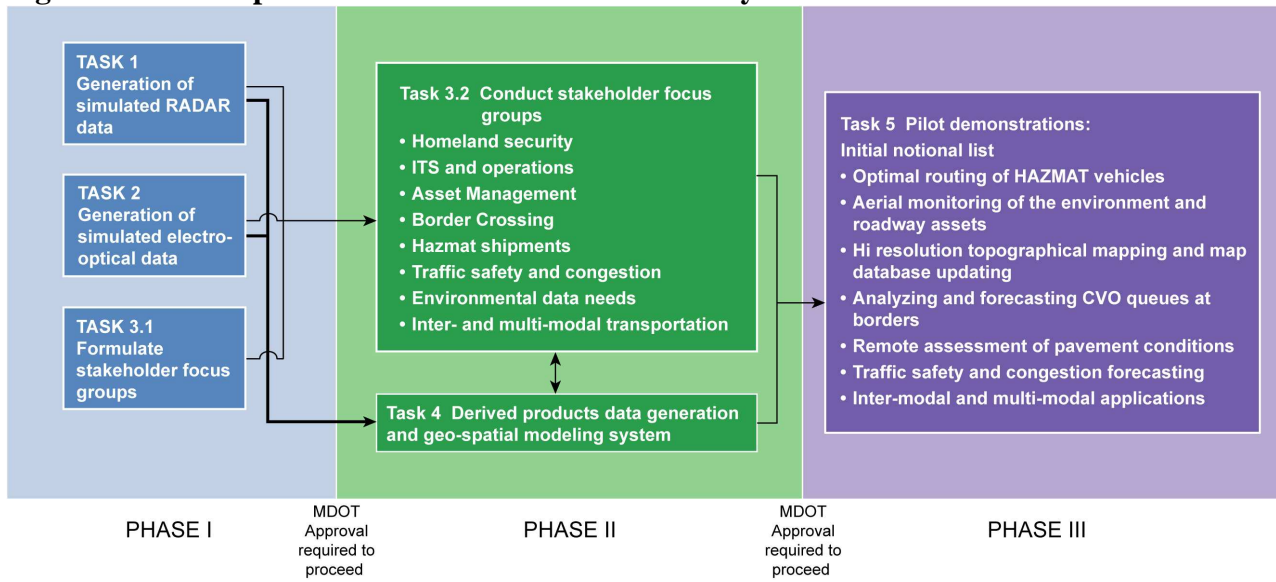 TASK 1
Generation of
simulated RADAR
data
TASK 2
Generation of
simulated electro-
optical data
TASK 3.1
Formulate
stakeholder focus
groups
Task 3.2 Conduct stakeholder focus
groups
• Homeland security
• ITS and operations
• Asset Management
• Border Crossing
• Hazmat shipments
• Traffic safety and congestion
• Environmental data needs
• Inter- and multi-modal transportation
Task 4 Derived products data generation
and geo-spatial modeling system
Task 5 Pilot demonstrations:
Initial notional list
• Optimal routing of HAZMAT vehicles
• Aerial monitoring of the environment and
roadway assets
• Hi resolution topographical mapping and map
database updating
• Analyzing and forecasting CVO queues at
borders
• Remote assessment of pavement conditions
• Traffic safety and congestion forecasting
• Inter-modal and multi-modal applications
PHASE I
MDOT
Approval
required to
proceed
PHASE II
MDOT
Approval
required to
proceed
PHASE III